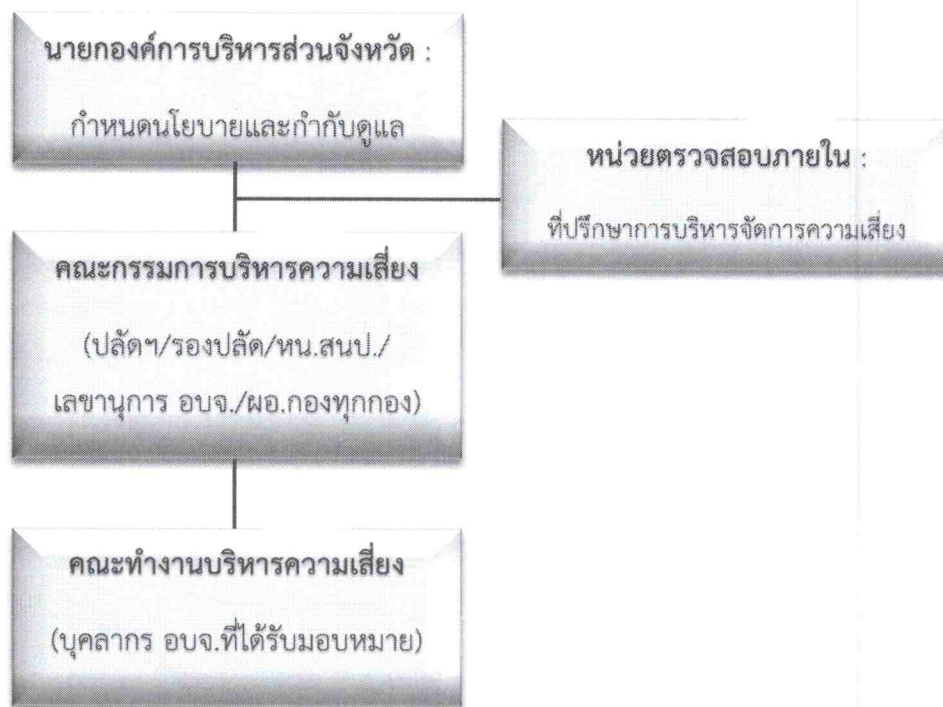 นายกองค์การบริหารส่วนจังหวัด :
กำหนดนโยบายและกำกับดูแล
หน่วยตรวจสอบภายใน :
ที่ปรึกษาการบริหารจัดการความเสี่ยง
คณะกรรมการบริหารความเสี่ยง
(ปลัดฯ/รองปลัด/หน.สนป./
เลขานุการ อบจ./ผอ.กองทุกกอง)
คณะทำงานบริหารความเสี่ยง
(บุคลากร อบจ.ที่ได้รับมอบหมาย)